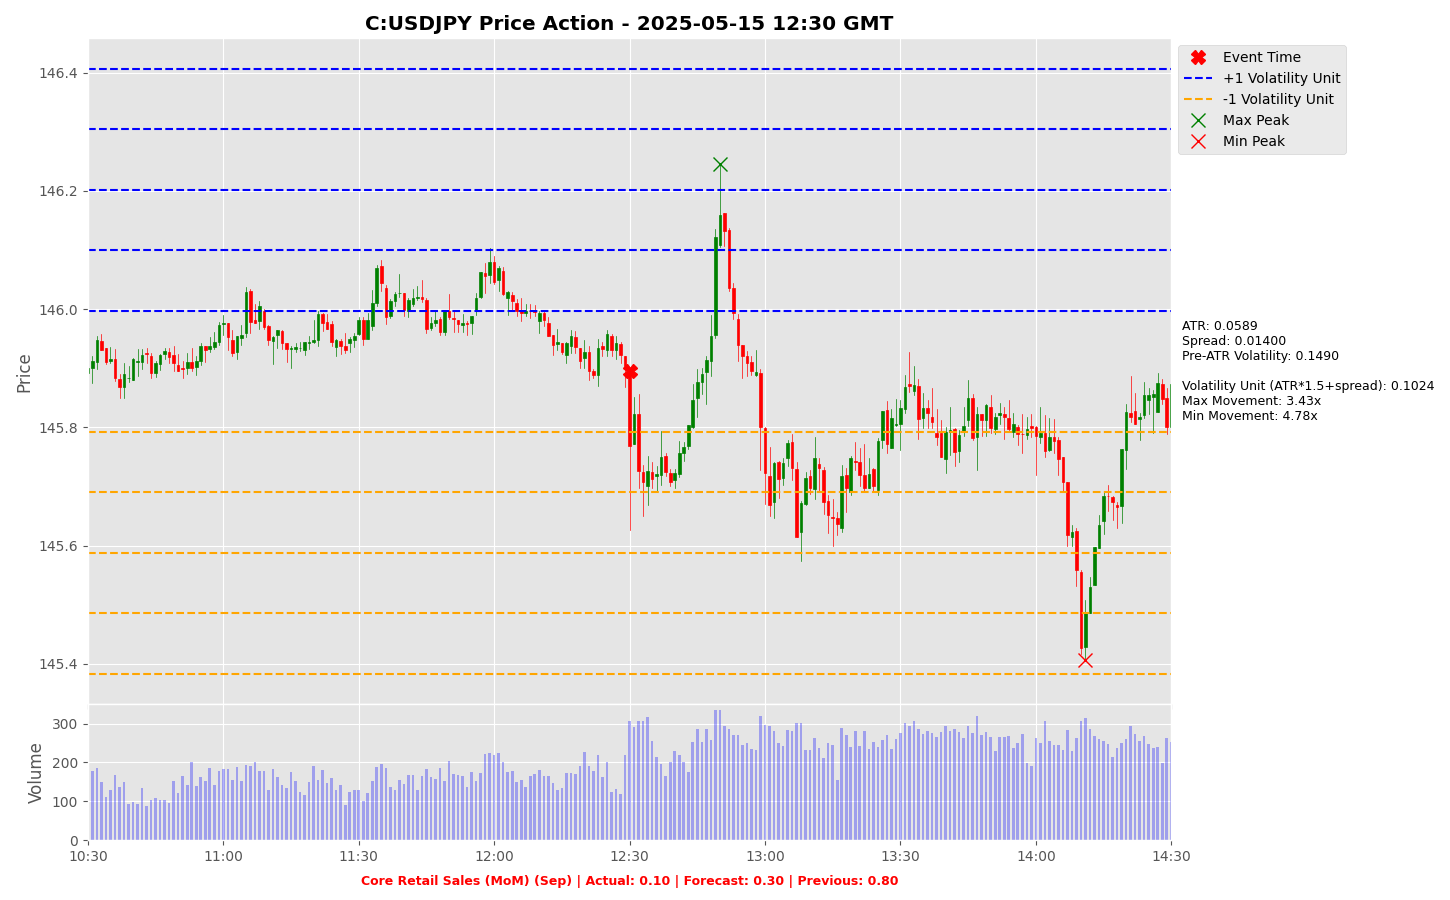 C:USDJPY Price Action - 2025-05-15 12:30 GMT
Event Time
+1 Volatility Unit
-1 Volatility Unit
Max Peak
Min Peak
Price
146.4
146.2
146.0
145.8
145.6
145.4
ATR: 0.0589
Spread: 0.01400
Pre-ATR Volatility: 0.1490
Volatility Unit (ATR*1.5+spread): 0.1024
Max Movement: 3.43x
Min Movement: 4.78x
Volume
300
200
100
0
10:30 11:00 11:30 12:00 12:30 13:00 13:30 14:00 14:30
Core Retail Sales (MoM) (Sep) | Actual: 0.10 | Forecast: 0.30 | Previous: 0.80